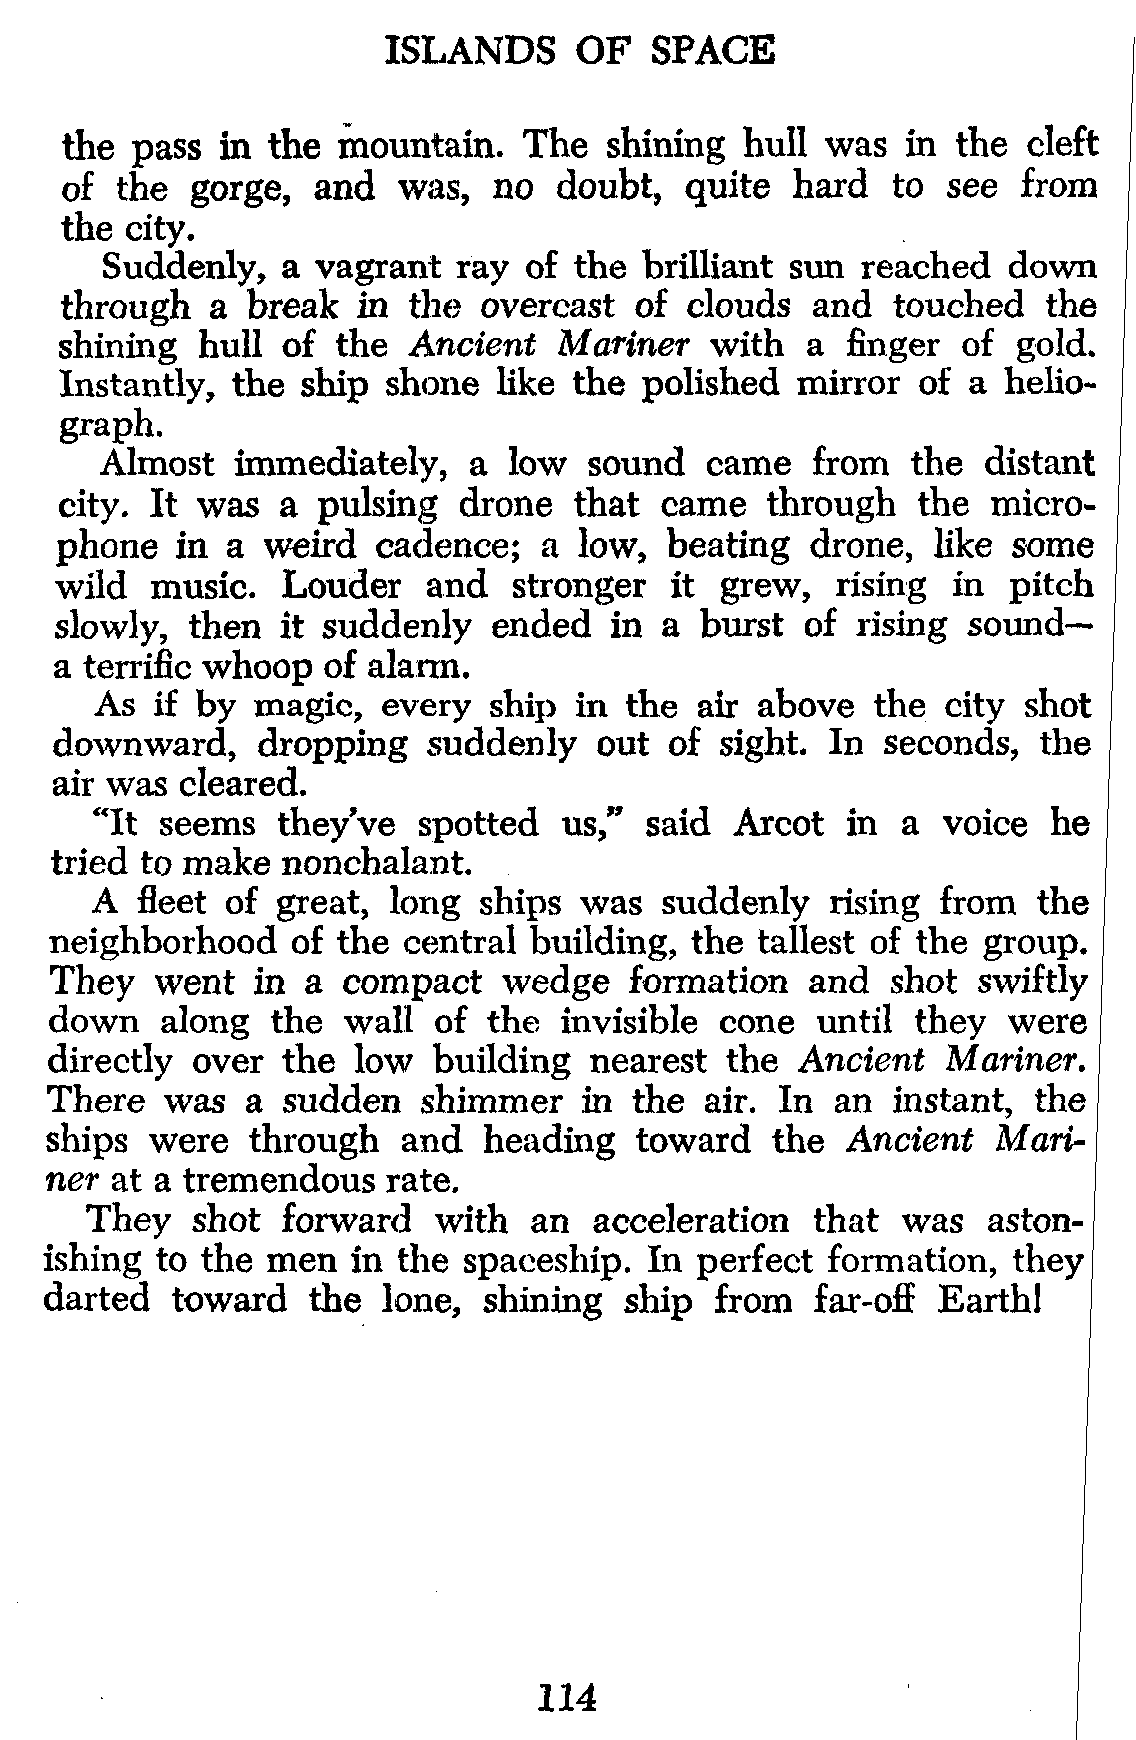 ISLANDS OF SPACE
the pass in the mountain. The shining hull was in the cleft
of the gorge, and was, no doubt, quite hard to see from
the city.
Suddenly, a vagrant ray of the brilliant sun reached down
through a break in the overcast of clouds and touched the
shining hull of the Ancient Mariner with a finger of gold.
Instantly, the ship shone like the polished mirror of a helio-
graph.
Almost immediately, a low sound came from the distant
city. It was a pulsing drone that came through the micro-
phone in a weird cadence; a low, beating drone, like some
wild music. Louder and stronger it grew, rising in pitch
slowly, then it suddenly ended in a burst of rising sound—
a terrific whoop of alarm.
As if by magic, every ship in the air above the city shot
downward, dropping suddenly out of sight. In seconds, the
air was cleared.
“It seems they’ve spotted us,” said Arcot in a voice he
tried to make nonchalant.
A fleet of great, long ships was suddenly rising from the
neighborhood of the central building, the tallest of the group.
They went in a compact wedge formation and shot swiftly
down along the wall of the invisible cone until they were
directly over the low building nearest the Ancient Mariner.
There was a sudden shimmer in the air. In an instant, the
ships were through and heading toward the Ancient Mari-
ner at a tremendous rate.
They shot forward with an acceleration that was aston-
ishing to the men in the spaceship. In perfect formation, they
darted toward the lone, shining ship from far-off Earth!
114